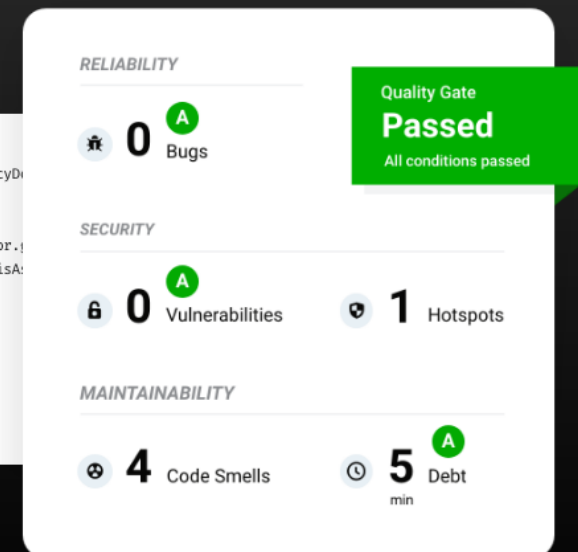 RELIABILITY
Quality Gate
Passed
All conditions passed
0 A Bugs
SECURITY
0 A Vulnerabilities
1 Hotspots
MAINTAINABILITY
4 Code Smells
5 min A Debt